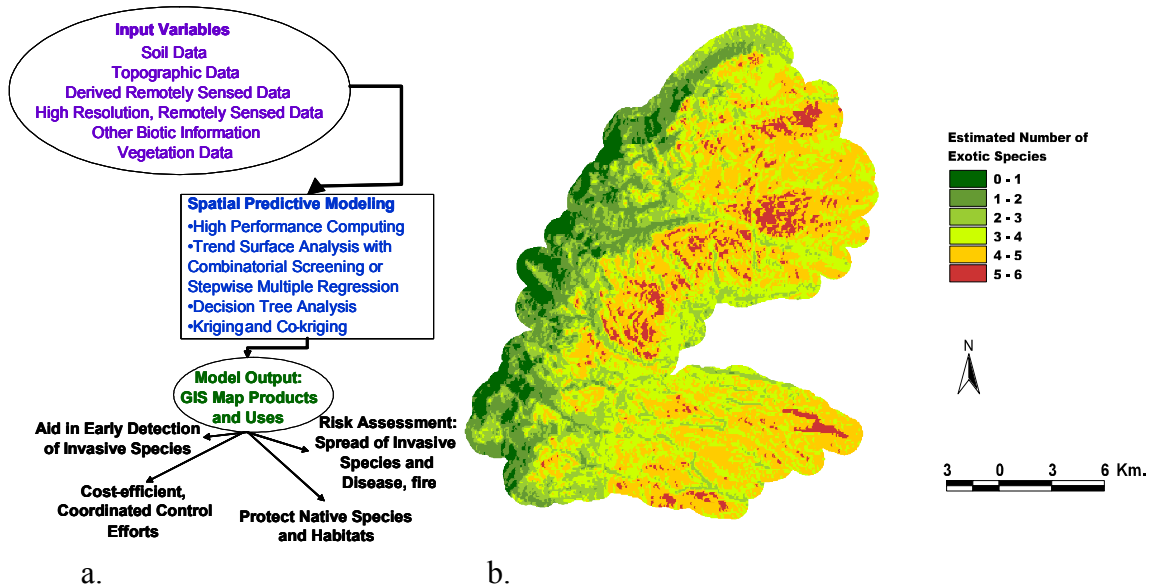 Input Variables
Soil Data
Topographic Data
Derived Remotely Sensed Data
High Resolution, Remotely Sensed Data
Other Biotic Information
Vegetation Data
Spatial Predictive Modeling
•High Performance Computing
•Trend Surface Analysis with
Combinatorial Screening or
Stepwise Multiple Regression
•Decision Tree Analysis
•Kriging and Co-kriging
Model Output:
GIS Map Products
and Uses
Aid in Early Detection
of Invasive Species
Risk Assessment:
Spread of Invasive
Species and
Disease, fire
Cost-efficient,
Coordinated Control
Efforts
Protect Native Species
and Habitats
a.
Estimated Number of
Exotic Species
0 - 1
1 - 2
2 - 3
3 - 4
4 - 5
5 - 6
N
3 0 3 6 Km.
b.